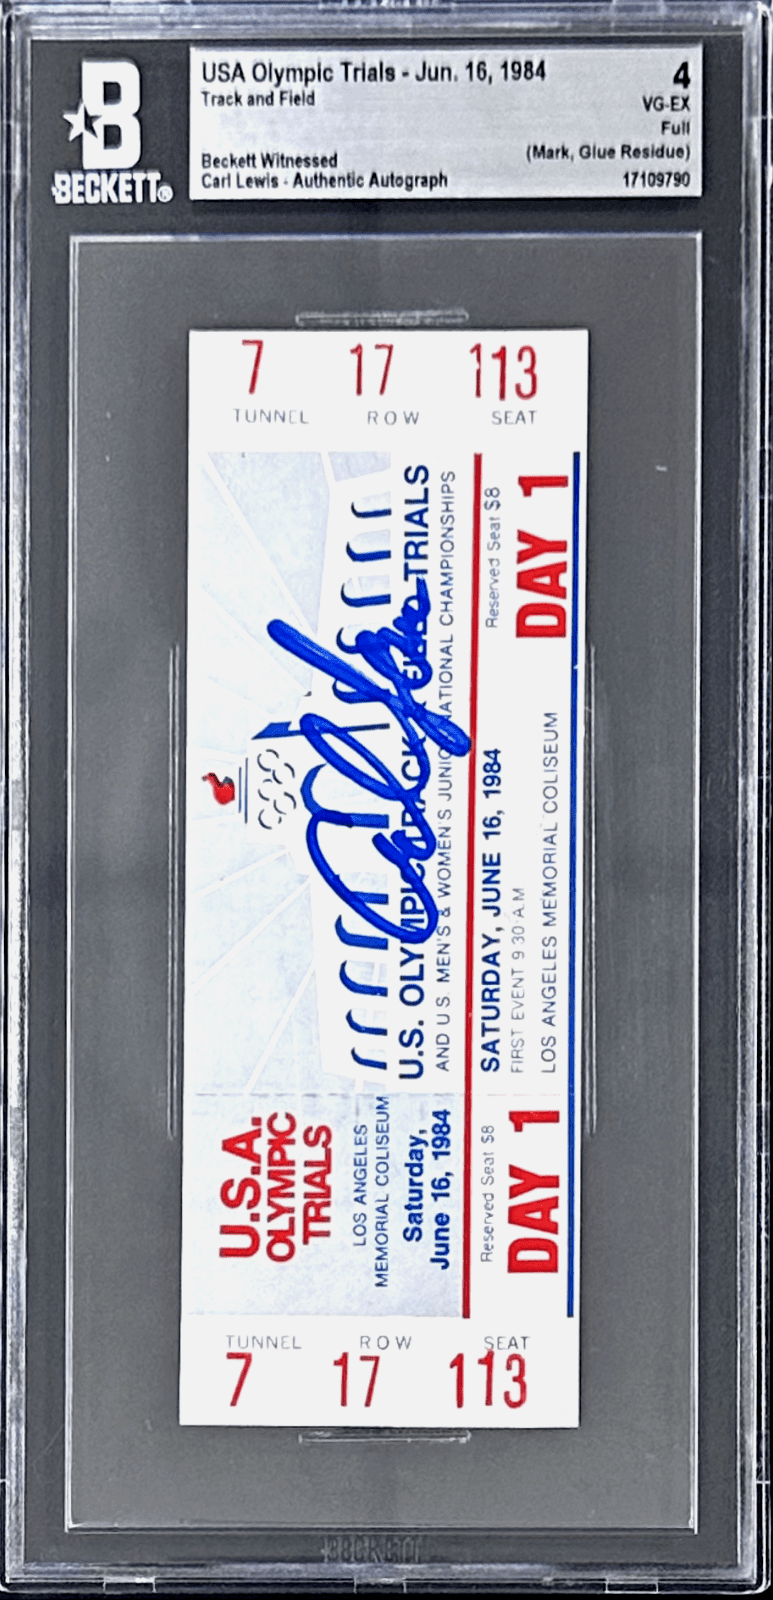 BECKETT®
USA Olympic Trials - Jun. 16, 1984
Track and Field
Beckett Witnessed
Carl Lewis - Authentic Autograph
4
VG-EX
Full
(Mark, Glue Residue)
17109790
7 17 113
TUNNEL ROW SEAT
U.S. OLYMPIC TRACK & FIELD TRIALS
AND U.S. MEN'S & WOMEN'S JUNIOR NATIONAL CHAMPIONSHIPS
SATURDAY, JUNE 16, 1984
Reserved Seat $8
FIRST EVENT 9:30 A.M
DAY 1
LOS ANGELES MEMORIAL COLISEUM
U.S.A.
OLYMPIC
TRIALS
LOS ANGELES
MEMORIAL COLISEUM
Saturday,
June 16, 1984
Reserved Seat $8
DAY 1
TUNNEL ROW SEAT
7 17 113
BECKETT